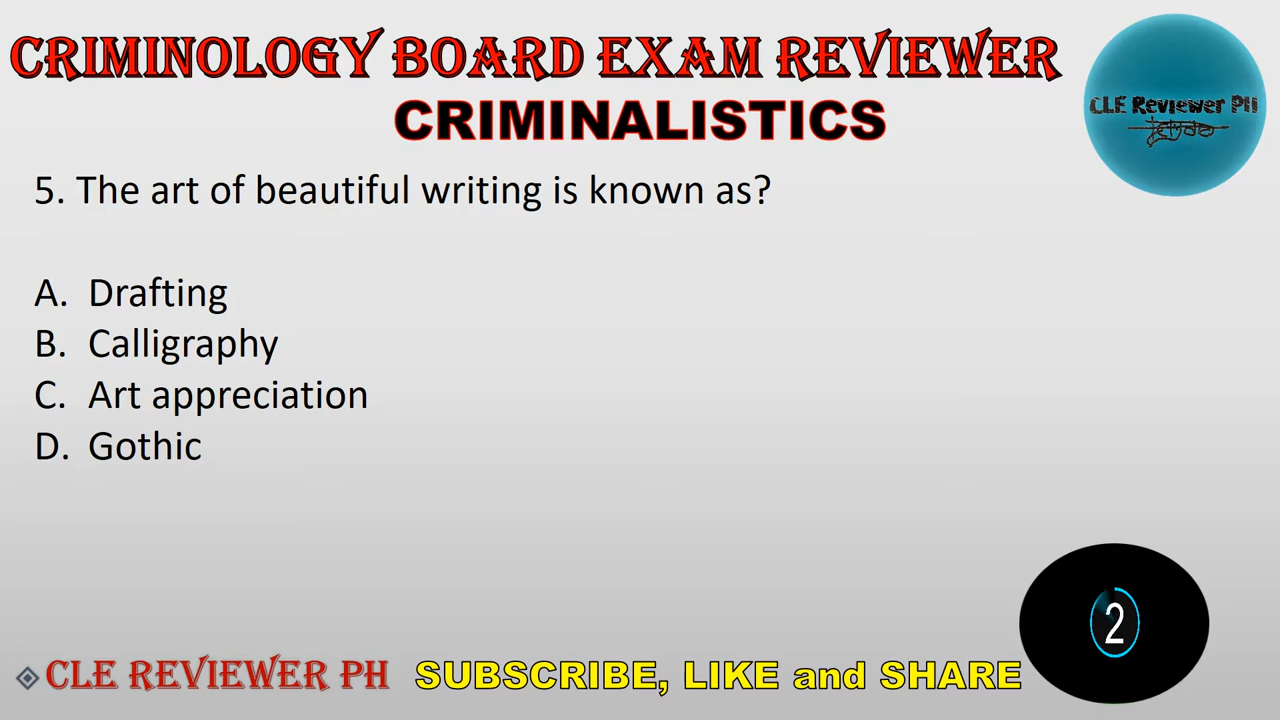 CRIMINOLOGY BOARD EXAM REVIEWER
CRIMINALISTICS
CLE Reviewer PH
5. The art of beautiful writing is known as?
A. Drafting
B. Calligraphy
C. Art appreciation
D. Gothic
2
CLE REVIEWER PH SUBSCRIBE, LIKE and SHARE